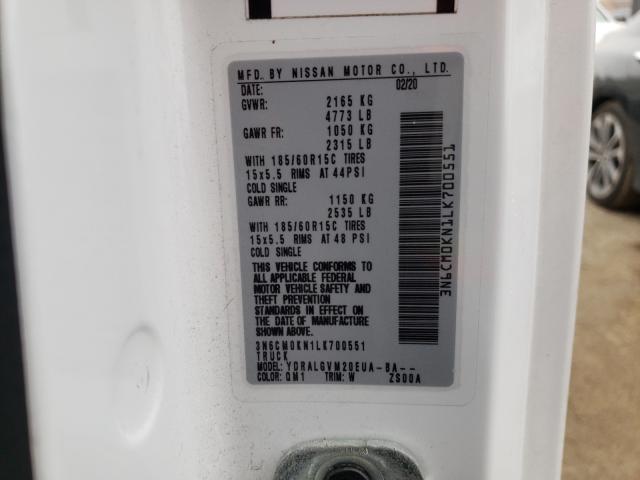 MFD. BY NISSAN MOTOR CO., LTD.
DATE: 02/20
GVWR: 2165 KG
4773 LB
GAWR FR: 1050 KG
2315 LB
WITH 185/60R15C TIRES
15x5.5 RIMS AT 44PSI
COLD SINGLE
GAWR RR: 1150 KG
2535 LB
WITH 185/60R15C TIRES
15x5.5 RIMS AT 48 PSI
COLD SINGLE
THIS VEHICLE CONFORMS TO
ALL APPLICABLE FEDERAL
MOTOR VEHICLE SAFETY AND
THEFT PREVENTION
STANDARDS IN EFFECT ON
THE DATE OF MANUFACTURE
SHOWN ABOVE.
3N6CM0KN1LK700551
TRUCK
MODEL: YDRALGVM20EUA-BA--
COLOR: QM1 TRIM: W ZS00A
3N6CM0KN1LK700551